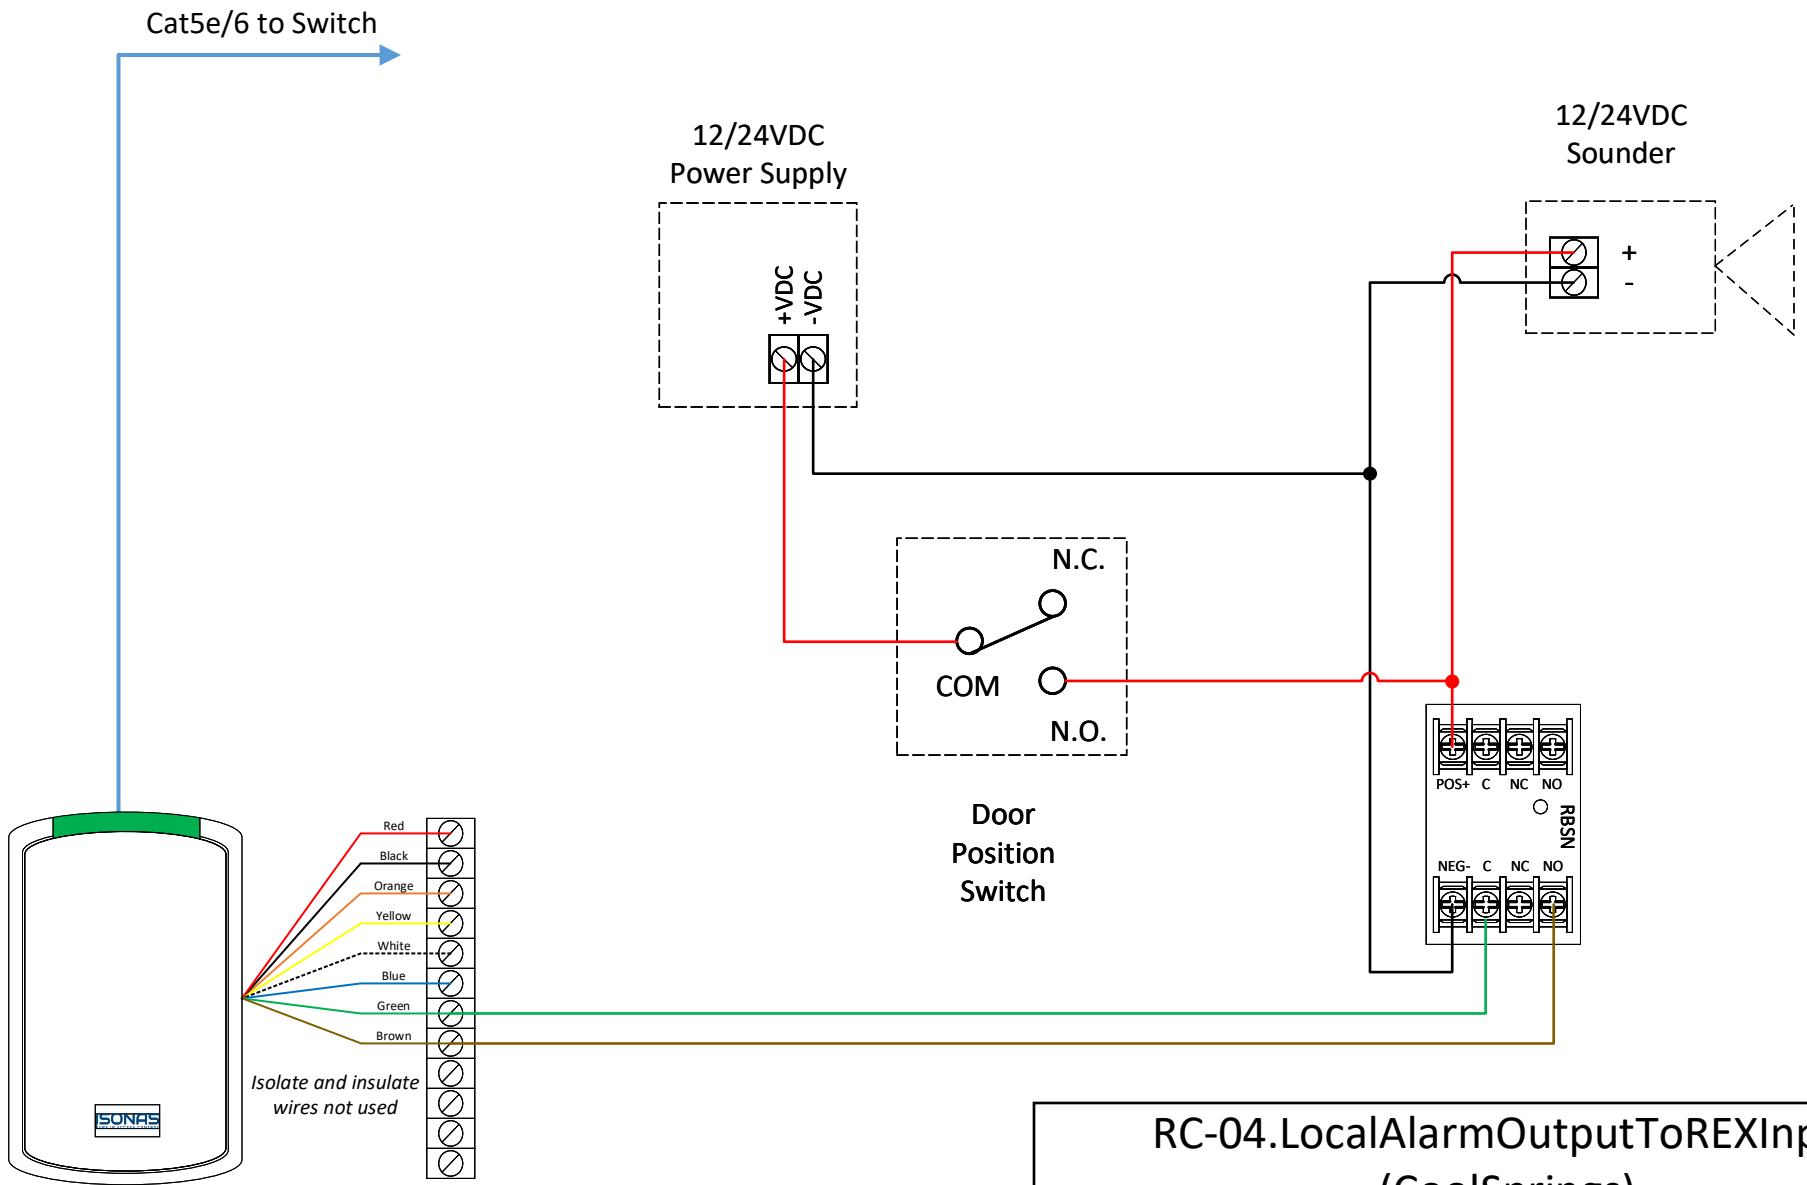 Cat5e/6 to Switch
12/24VDC
Power Supply
+VDC
-VDC
12/24VDC
Sounder
+
-
N.C.
COM
N.O.
Door
Position
Switch
POS+ C NC NO
RBSN
NEG- C NC NO
Red
Black
Orange
Yellow
White
Blue
Green
Brown
Isolate and insulate
wires not used
ISONAS
RC-04.LocalAlarmOutputToREXInp
(CoolSprings)